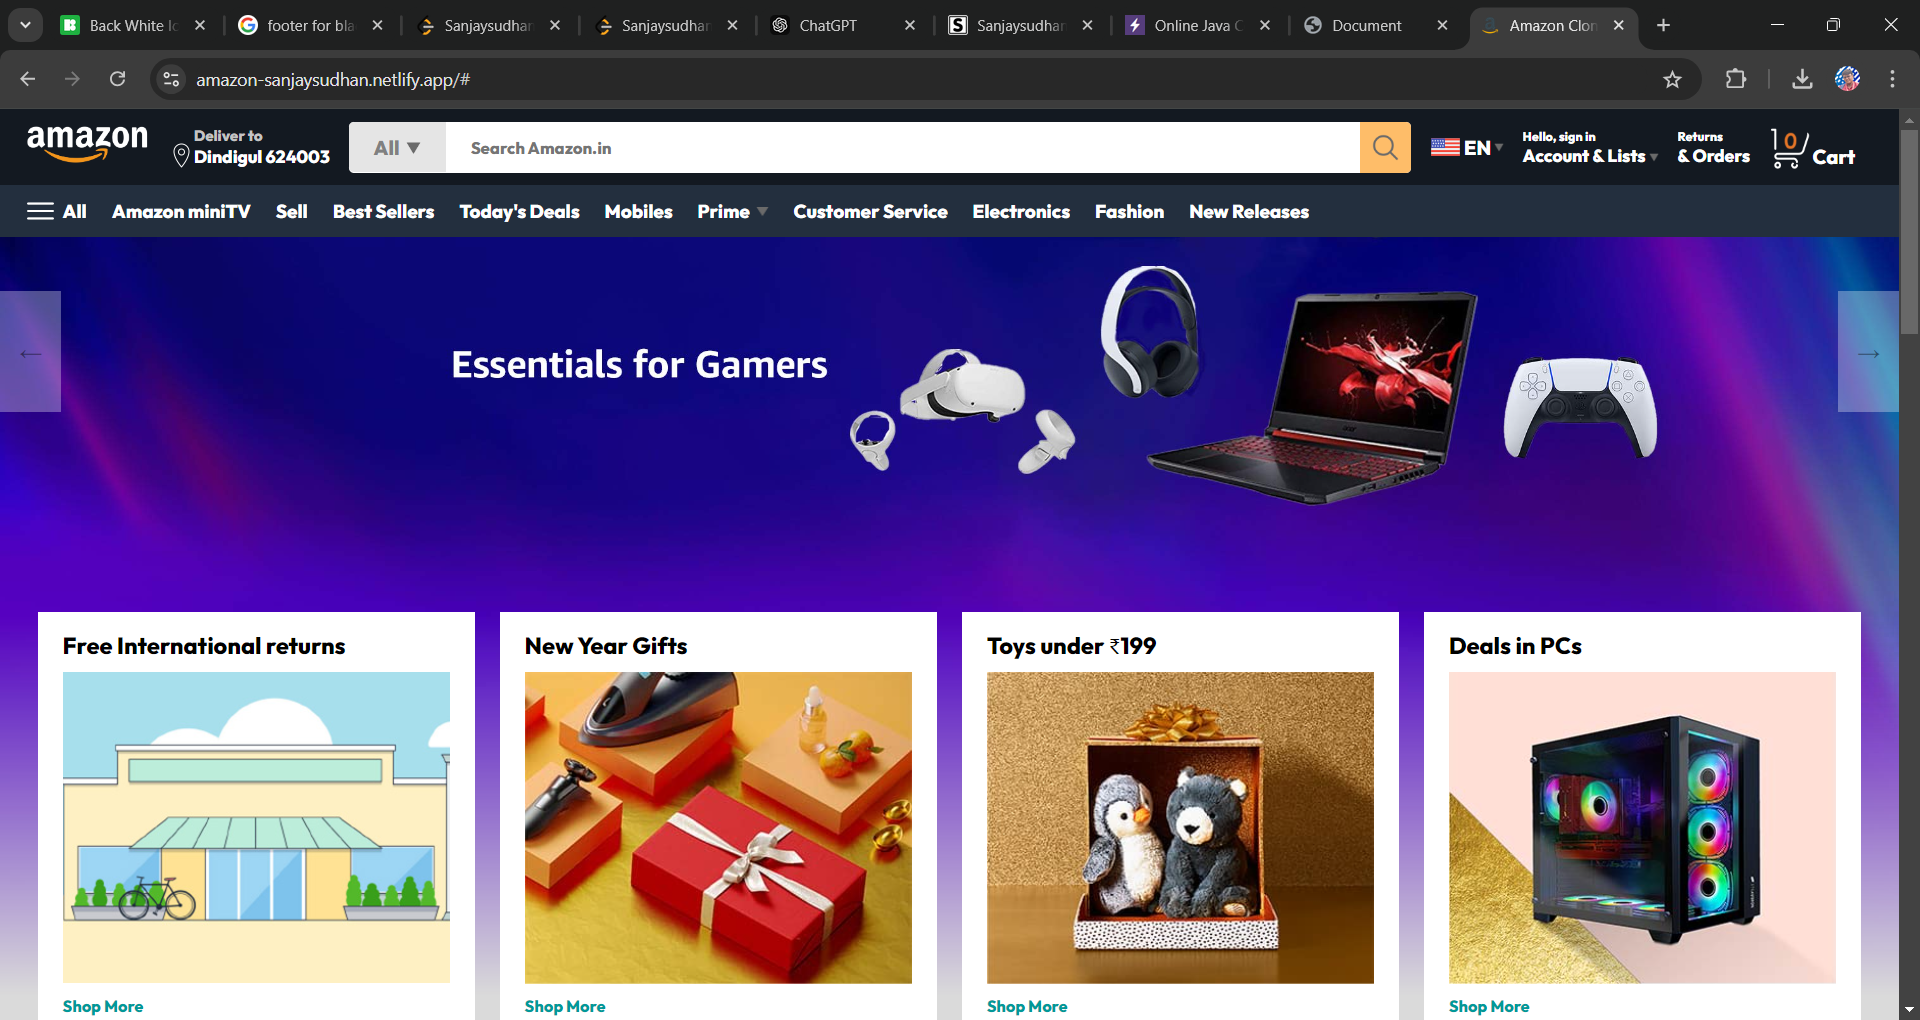 Back White Ic
footer for bla
Sanjaysudhan
Sanjaysudhan
ChatGPT
Sanjaysudhan
Online Java C
Document
Amazon Clon
amazon-sanjaysudhan.netlify.app/#
amazon
Deliver to
Dindigul 624003
All ▼
Search Amazon.in
EN
Hello, sign in
Account & Lists
Returns
& Orders
0
Cart
All
Amazon miniTV
Sell
Best Sellers
Today's Deals
Mobiles
Prime
Customer Service
Electronics
Fashion
New Releases
←
Essentials for Gamers
→
Free International returns
New Year Gifts
Toys under ₹199
Deals in PCs
Shop More
Shop More
Shop More
Shop More